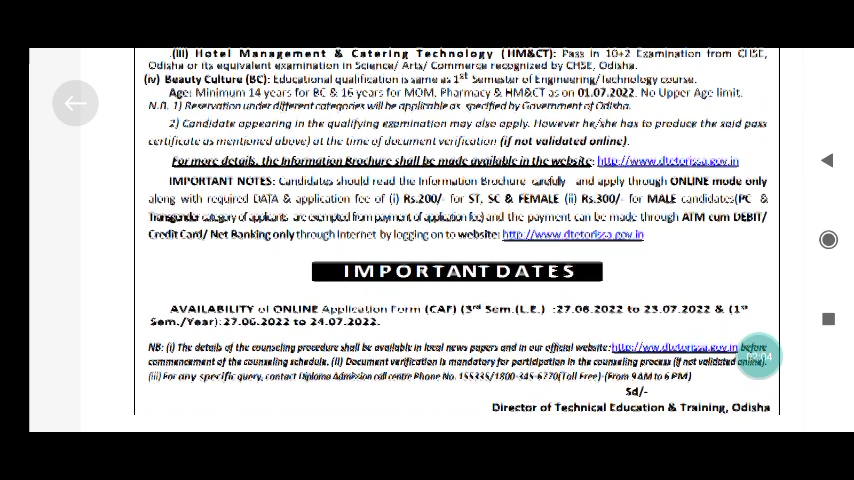 (iii) Hotel Management & Catering Technology (HM&CT): Pass in 10+2 Examination from CHSE,
Odisha or its equivalent examination in Science/ Arts/ Commerce recognized by CHSE, Odisha.
(iv) Beauty Culture (BC): Educational qualification is same as 1st Semester of Engineering/Technology course.
Age: Minimum 14 years for BC & 16 years for MOM, Pharmacy & HM&CT as on 01.07.2022. No Upper Age limit.
N.B. 1) Reservation under different categories will be applicable as specified by Government of Odisha.
2) Candidate appearing in the qualifying examination may also apply. However he/she has to produce the said pass
certificate as mentioned above) at the time of document verification (if not validated online).
For more details, the Information Brochure shall be made available in the website: http://www.dtetorissa.gov.in
IMPORTANT NOTES: Candidates should read the Information Brochure carefully and apply through ONLINE mode only
along with required DATA & application fee of (i) Rs.200/- for ST, SC & FEMALE (ii) Rs.300/- for MALE candidates(PC &
Transgender category of applicants are exempted from payment of application fee) and the payment can be made through ATM cum DEBIT/
Credit Card/ Net Banking only through Internet by logging on to website: http://www.dtetorissa.gov.in
IMPORTANT DATES
AVAILABILITY of ONLINE Application Form (CAF) (3rd Sem.(L.E.) :27.06.2022 to 23.07.2022 & (1st
Sem./Year):27.06.2022 to 24.07.2022.
NB: (i) The details of the counseling procedure shall be available in local news papers and in our official website:http://ww.dtetorissa.gov.in before
commencement of the counseling schedule. (ii) Document verification is mandatory for participation in the counseling process (if not validated online).
(iii) For any specific query, contact Diploma Admission call centre Phone No. 155335/1800-345-6770(Toll Free) (From 9 AM to 6 PM)
02:04
Sd/-
Director of Technical Education & Training, Odisha